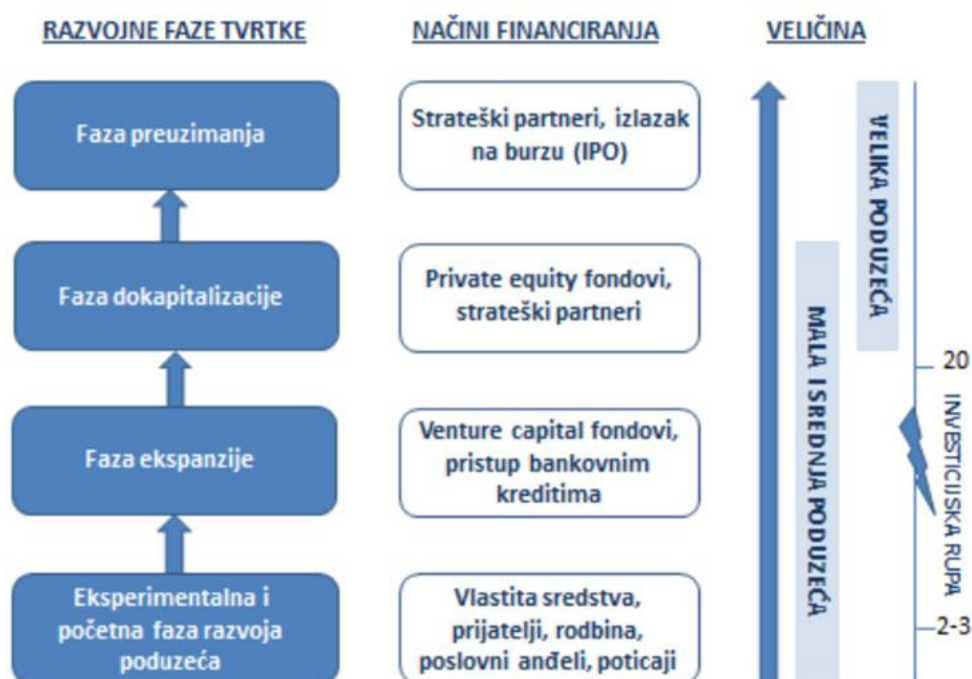 RAZVOJNE FAZE TVRTKE
NAČINI FINANCIRANJA
VELIČINA
Faza preuzimanja
Strateški partneri, izlazak
na burzu (IPO)
Faza dokapitalizacije
Private equity fondovi,
strateški partneri
Faza ekspanzije
Venture capital fondovi,
pristup bankovnim
kreditima
Eksperimentalna i
početna faza razvoja
poduzeća
Vlastita sredstva,
prijatelji, rodbina,
poslovni anđeli, poticaji
MALA I SREDNJA PODUZEĆA
VELIKA PODUZEĆA
20
INVESTICIJSKA RUPA
2-3